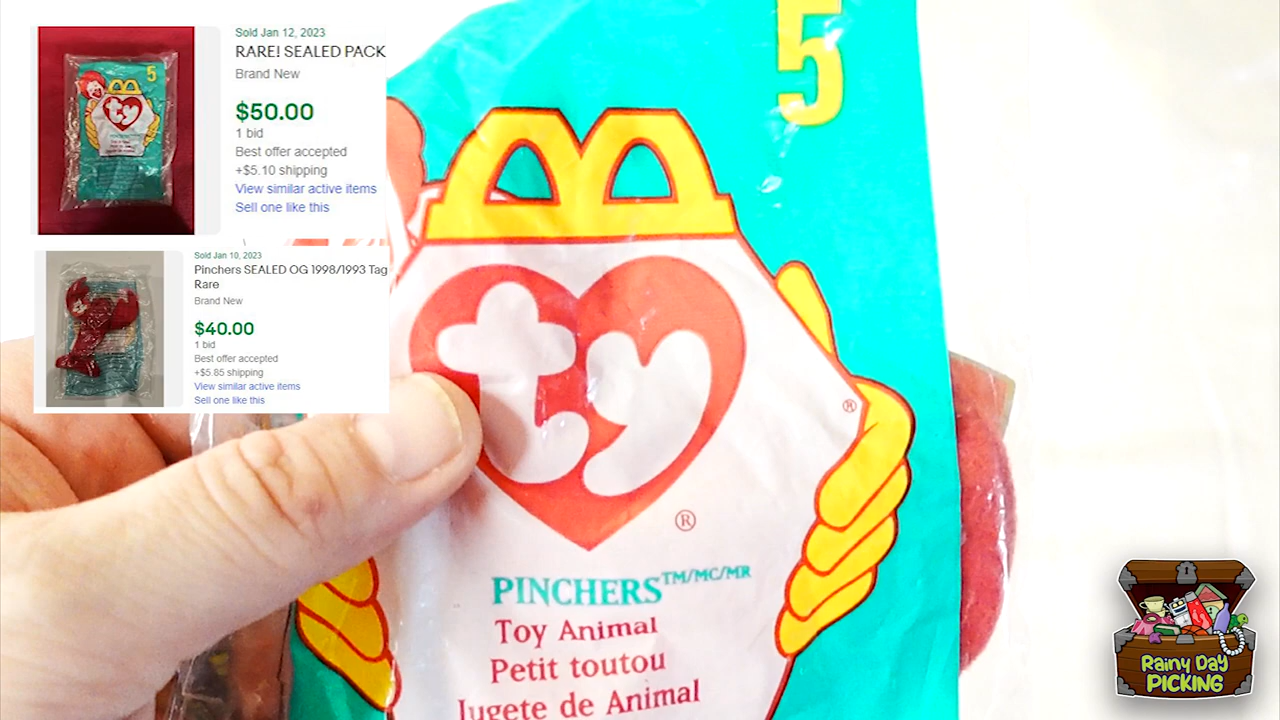 Sold Jan 12, 2023
RARE! SEALED PACK
Brand New
$50.00
1 bid
Best offer accepted
+$5.10 shipping
View similar active items
Sell one like this
5
ty
Sold Jan 10, 2023
Pinchers SEALED OG 1998/1993 Tag
Rare
Brand New
$40.00
1 bid
Best offer accepted
+$5.85 shipping
View similar active items
Sell one like this
5
ty
®
®
PINCHERS™/MC/MR
Toy Animal
Petit toutou
Jugete de Animal
Rainy Day
PICKING